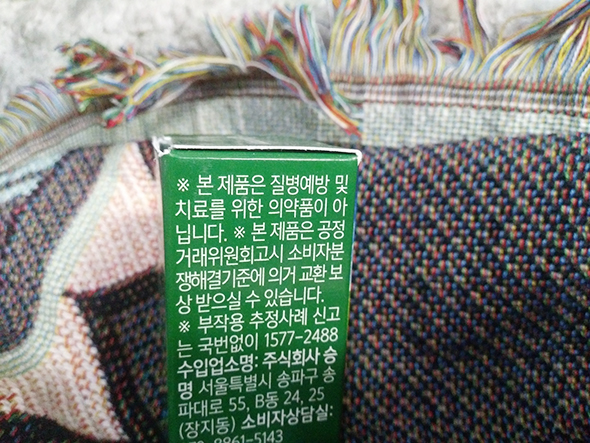 ※ 본 제품은 질병예방 및
치료를 위한 의약품이 아
닙니다. ※ 본 제품은 공정
거래위원회고시 소비자분
쟁해결기준에 의거 교환 보
상 받으실 수 있습니다.
※ 부작용 추정사례 신고
는 국번없이 1577-2488
수입업소명: 주식회사 승
명 서울특별시 송파구 송
파대로 55, B동 24, 25
(장지동) 소비자상담실:
8861-5143